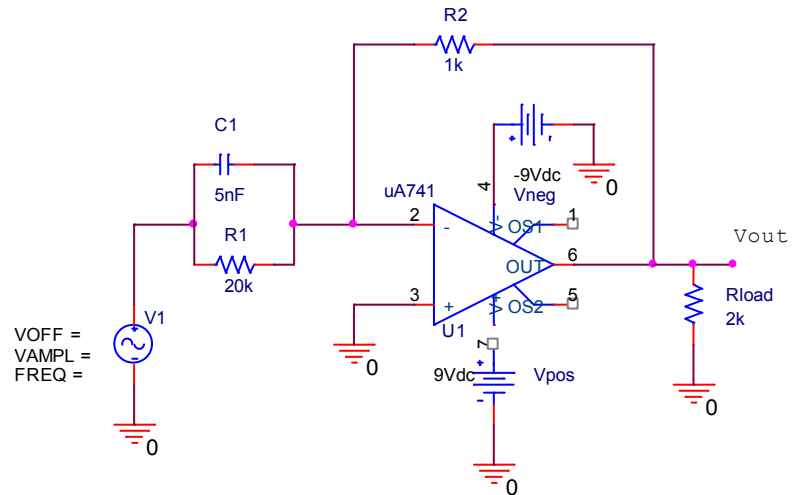 R2
1k
C1
5nF
R1
20k
uA741
-9Vdc
Vneg
4
2
-
V-
OS1
1
OUT
6
3
+
V+
OS2
5
U1
7
Vout
Rload
2k
V1
VOFF =
VAMPL =
FREQ =
9Vdc
Vpos
+
-
+
-
+
0
0
0
0
0